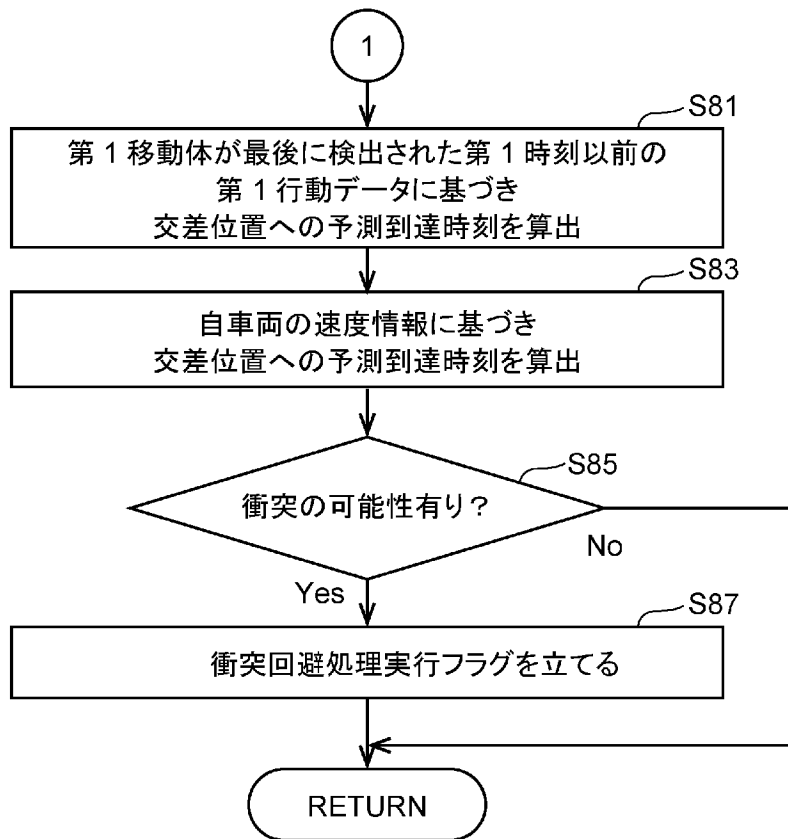 1
S81
第1移動体が最後に検出された第1時刻以前の
第1行動データに基づき
交差位置への予測到達時刻を算出
S83
自車両の速度情報に基づき
交差位置への予測到達時刻を算出
S85
衝突の可能性有り？
No
Yes
S87
衝突回避処理実行フラグを立てる
RETURN